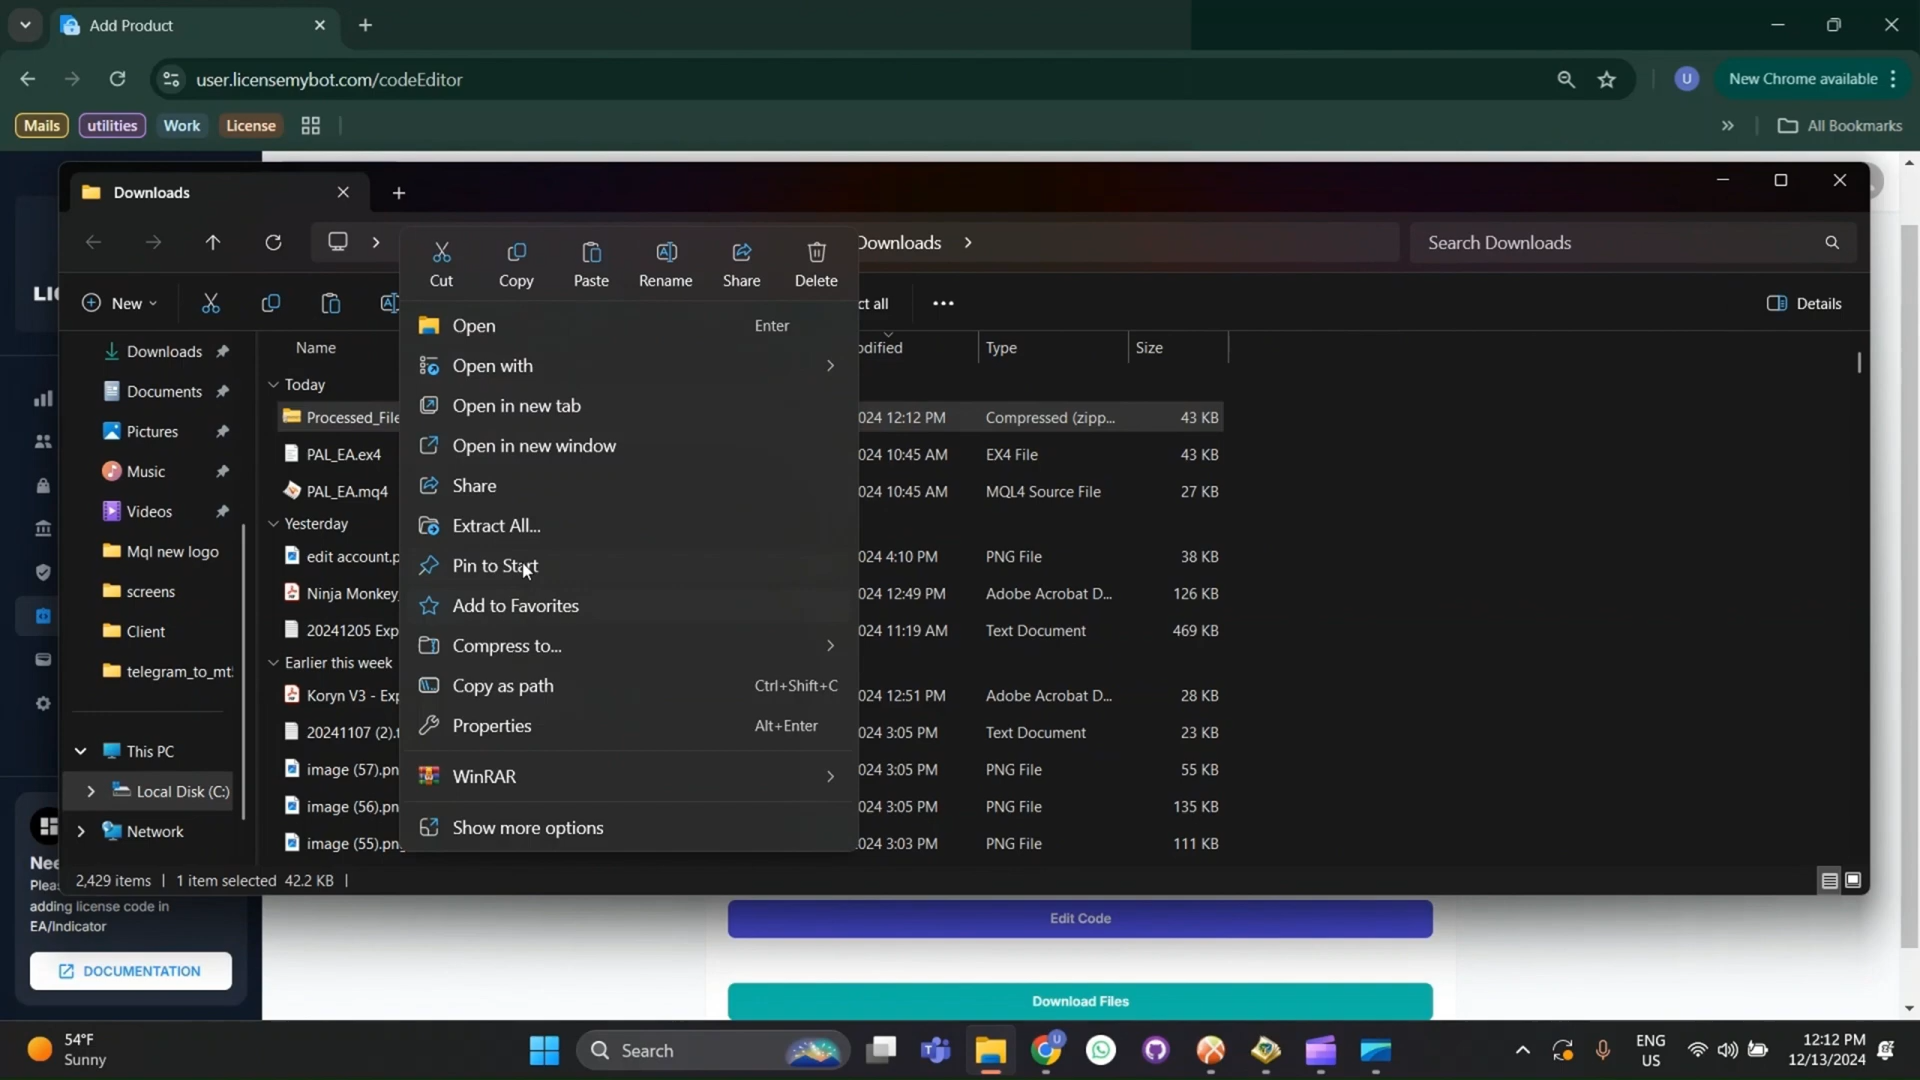 Add Product
user.licensemybot.com/codeEditor
New Chrome available
U
Mails
utilities
Work
License
All Bookmarks
Downloads
Downloads
Search Downloads
Cut
Copy
Paste
Rename
Share
Delete
New
ct all
Details
Open Enter
Open with
Open in new tab
Open in new window
Share
Extract All...
Pin to Start
Add to Favorites
Compress to...
Copy as path Ctrl+Shift+C
Properties Alt+Enter
WinRAR
Show more options
Downloads
Documents
Pictures
Music
Videos
Mql new logo
screens
Client
telegram_to_mt
This PC
Local Disk (C:)
Network
Name odified Type Size
Today
Processed_File 024 12:12 PM Compressed (zipp... 43 KB
PAL_EA.ex4 024 10:45 AM EX4 File 43 KB
PAL_EA.mq4 024 10:45 AM MQL4 Source File 27 KB
Yesterday
edit account.p 024 4:10 PM PNG File 38 KB
Ninja Monkey 024 12:49 PM Adobe Acrobat D... 126 KB
20241205 Exp 024 11:19 AM Text Document 469 KB
Earlier this week
Koryn V3 - Exp 024 12:51 PM Adobe Acrobat D... 28 KB
20241107 (2).t 024 3:05 PM Text Document 23 KB
image (57).pn 024 3:05 PM PNG File 55 KB
image (56).pn 024 3:05 PM PNG File 135 KB
image (55).pn 024 3:03 PM PNG File 111 KB
2,429 items | 1 item selected 42.2 KB |
LI
Nee
Plea
adding license code in
EA/Indicator
DOCUMENTATION
Edit Code
Download Files
54°F
Sunny
Search
ENG
US
12:12 PM
12/13/2024